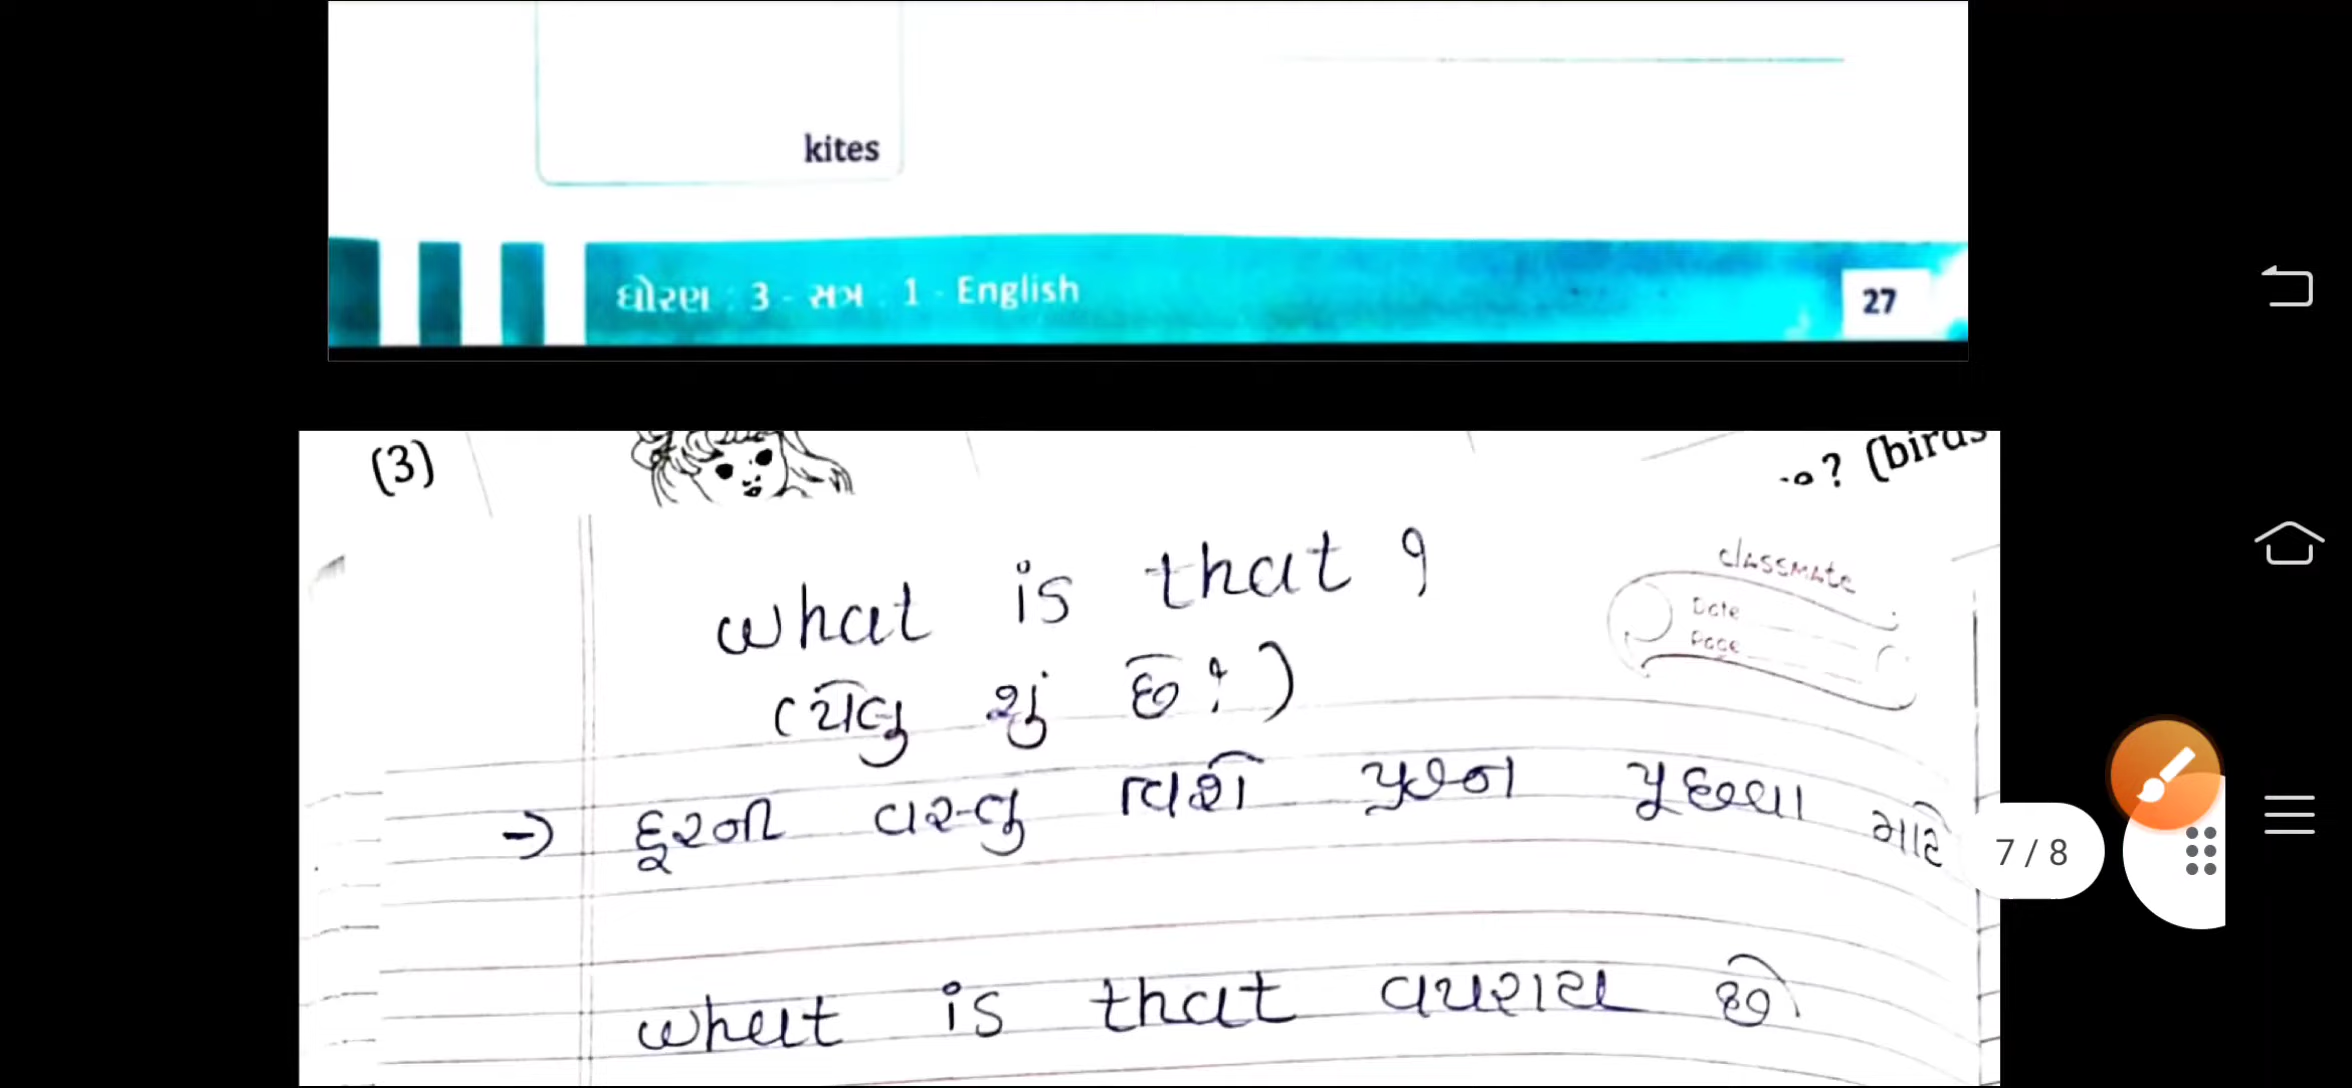 kites
ધોરણ : 3 - સત્ર : 1 - English
27
(3)
? (birds
what is that ?
classmate
Date
Page
(પેલુ શું છે ?)
→ દૂરની વસ્તુ વિશે પ્રશ્ન પૂછવા માટે
7 / 8
what is that વપરાય છે